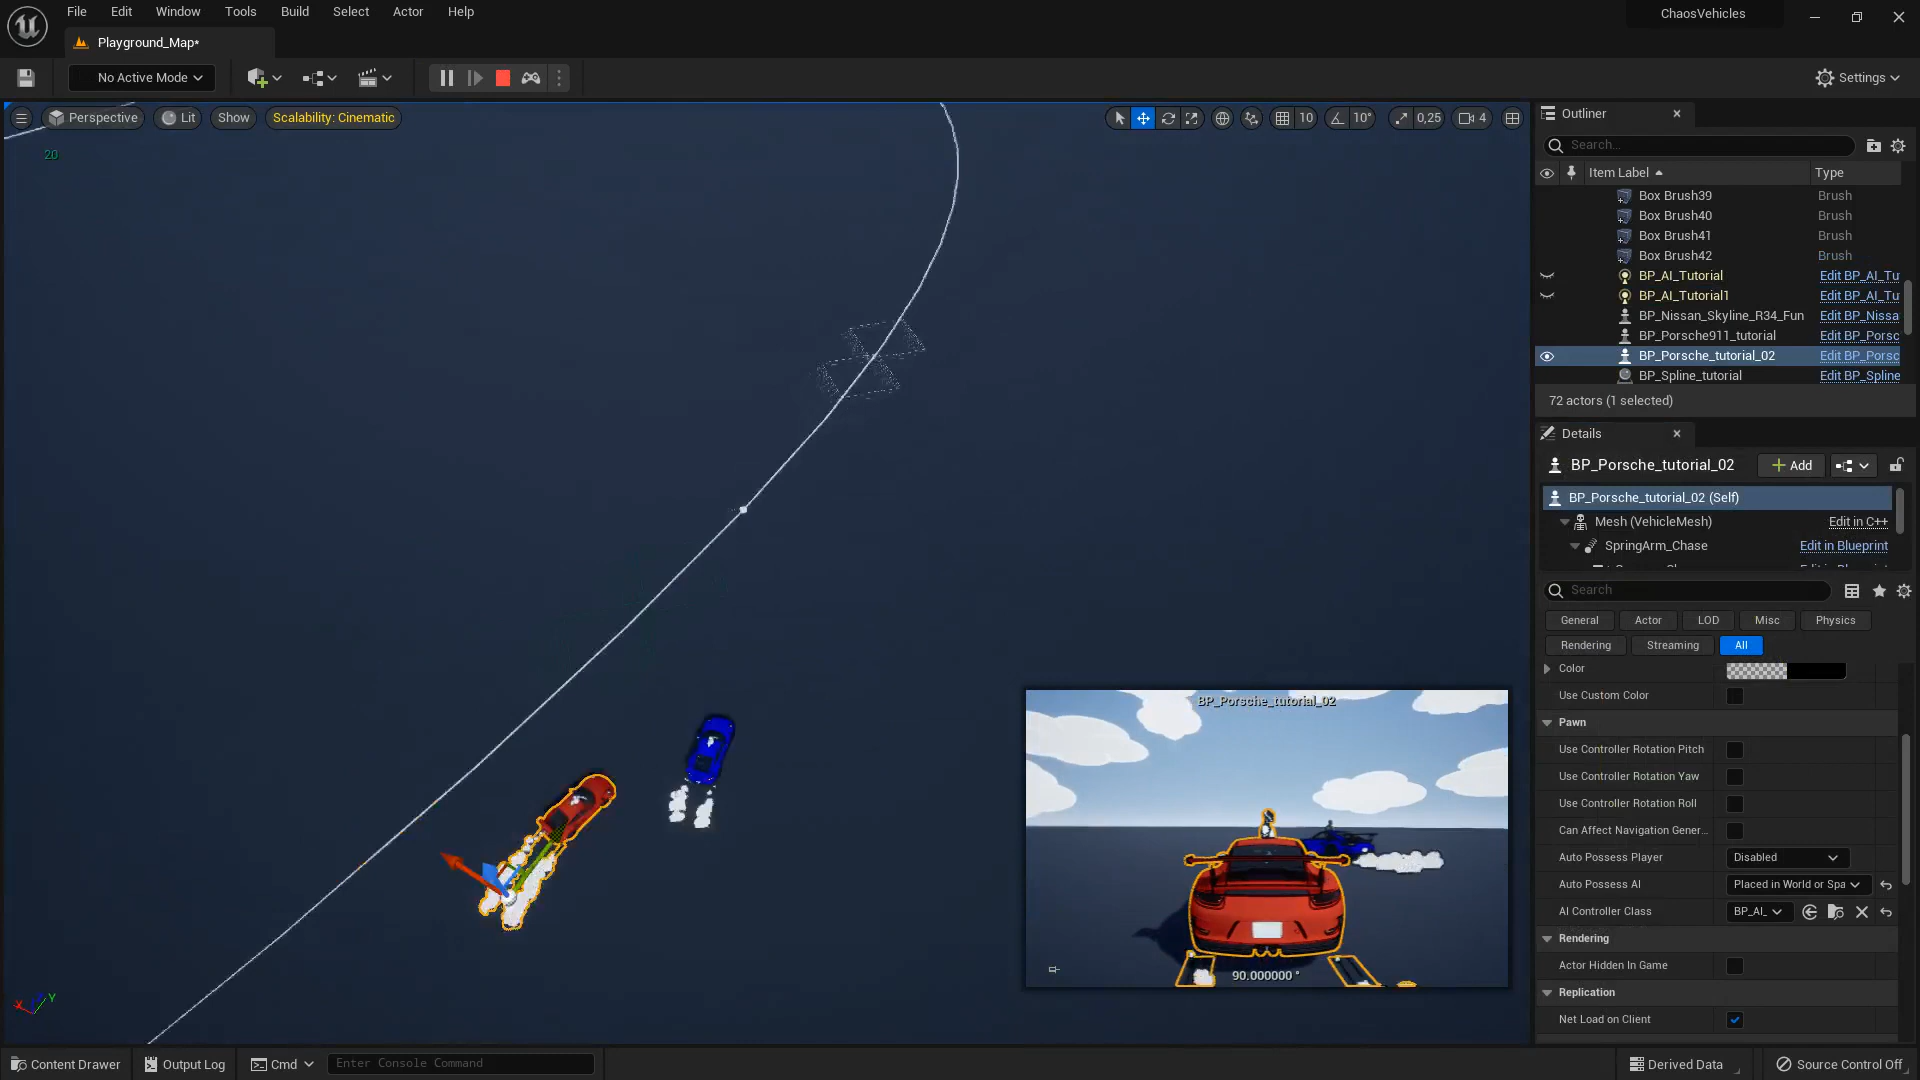 File Edit Window Tools Build Select Actor Help
ChaosVehicles
Playground_Map*
No Active Mode
Settings
Perspective Lit Show Scalability: Cinematic
10 10° 0,25 4
20
Outliner
Search...
Item Label Type
Box Brush39 Brush
Box Brush40 Brush
Box Brush41 Brush
Box Brush42 Brush
BP_AI_Tutorial Edit BP_AI_Tu
BP_AI_Tutorial1 Edit BP_AI_Tu
BP_Nissan_Skyline_R34_Fun Edit BP_Nissa
BP_Porsche911_tutorial Edit BP_Porsc
BP_Porsche_tutorial_02 Edit BP_Porsc
BP_Spline_tutorial Edit BP_Spline
72 actors (1 selected)
Details
BP_Porsche_tutorial_02 Add
BP_Porsche_tutorial_02 (Self)
Mesh (VehicleMesh) Edit in C++
SpringArm_Chase Edit in Blueprint
Search
General Actor LOD Misc Physics
Rendering Streaming All
Color
Use Custom Color
Pawn
Use Controller Rotation Pitch
Use Controller Rotation Yaw
Use Controller Rotation Roll
Can Affect Navigation Gener...
Auto Possess Player Disabled
Auto Possess AI Placed in World or Spa
AI Controller Class BP_AI_
Rendering
Actor Hidden In Game
Replication
Net Load on Client
BP_Porsche_tutorial_02
90.000000 °
X Y
Content Drawer Output Log Cmd Enter Console Command
Derived Data Source Control Off